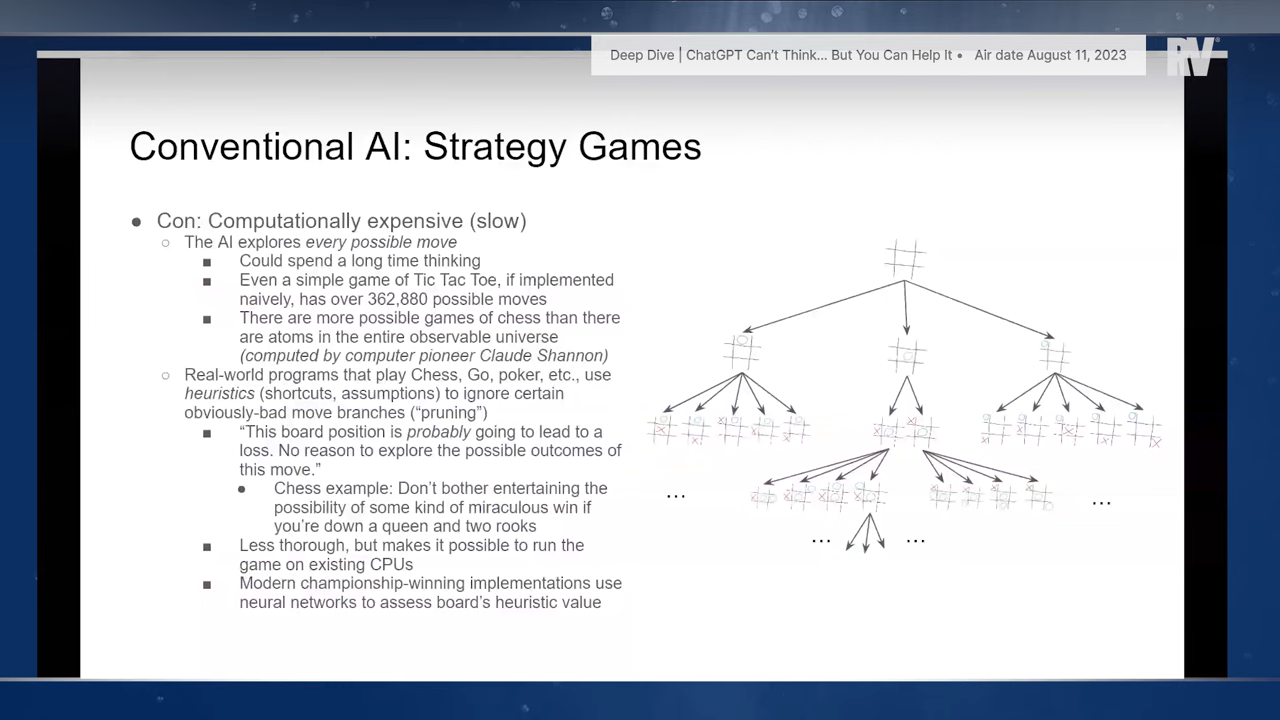 Deep Dive | ChatGPT Can't Think... But You Can Help It • Air date August 11, 2023
RV
Conventional AI: Strategy Games
● Con: Computationally expensive (slow)
○ The AI explores every possible move
■ Could spend a long time thinking
■ Even a simple game of Tic Tac Toe, if implemented
naively, has over 362,880 possible moves
■ There are more possible games of chess than there
are atoms in the entire observable universe
(computed by computer pioneer Claude Shannon)
○ Real-world programs that play Chess, Go, poker, etc., use
heuristics (shortcuts, assumptions) to ignore certain
obviously-bad move branches (“pruning”)
■ “This board position is probably going to lead to a
loss. No reason to explore the possible outcomes of
this move.”
● Chess example: Don’t bother entertaining the
possibility of some kind of miraculous win if
you’re down a queen and two rooks
■ Less thorough, but makes it possible to run the
game on existing CPUs
■ Modern championship-winning implementations use
neural networks to assess board’s heuristic value
...
...
...
...